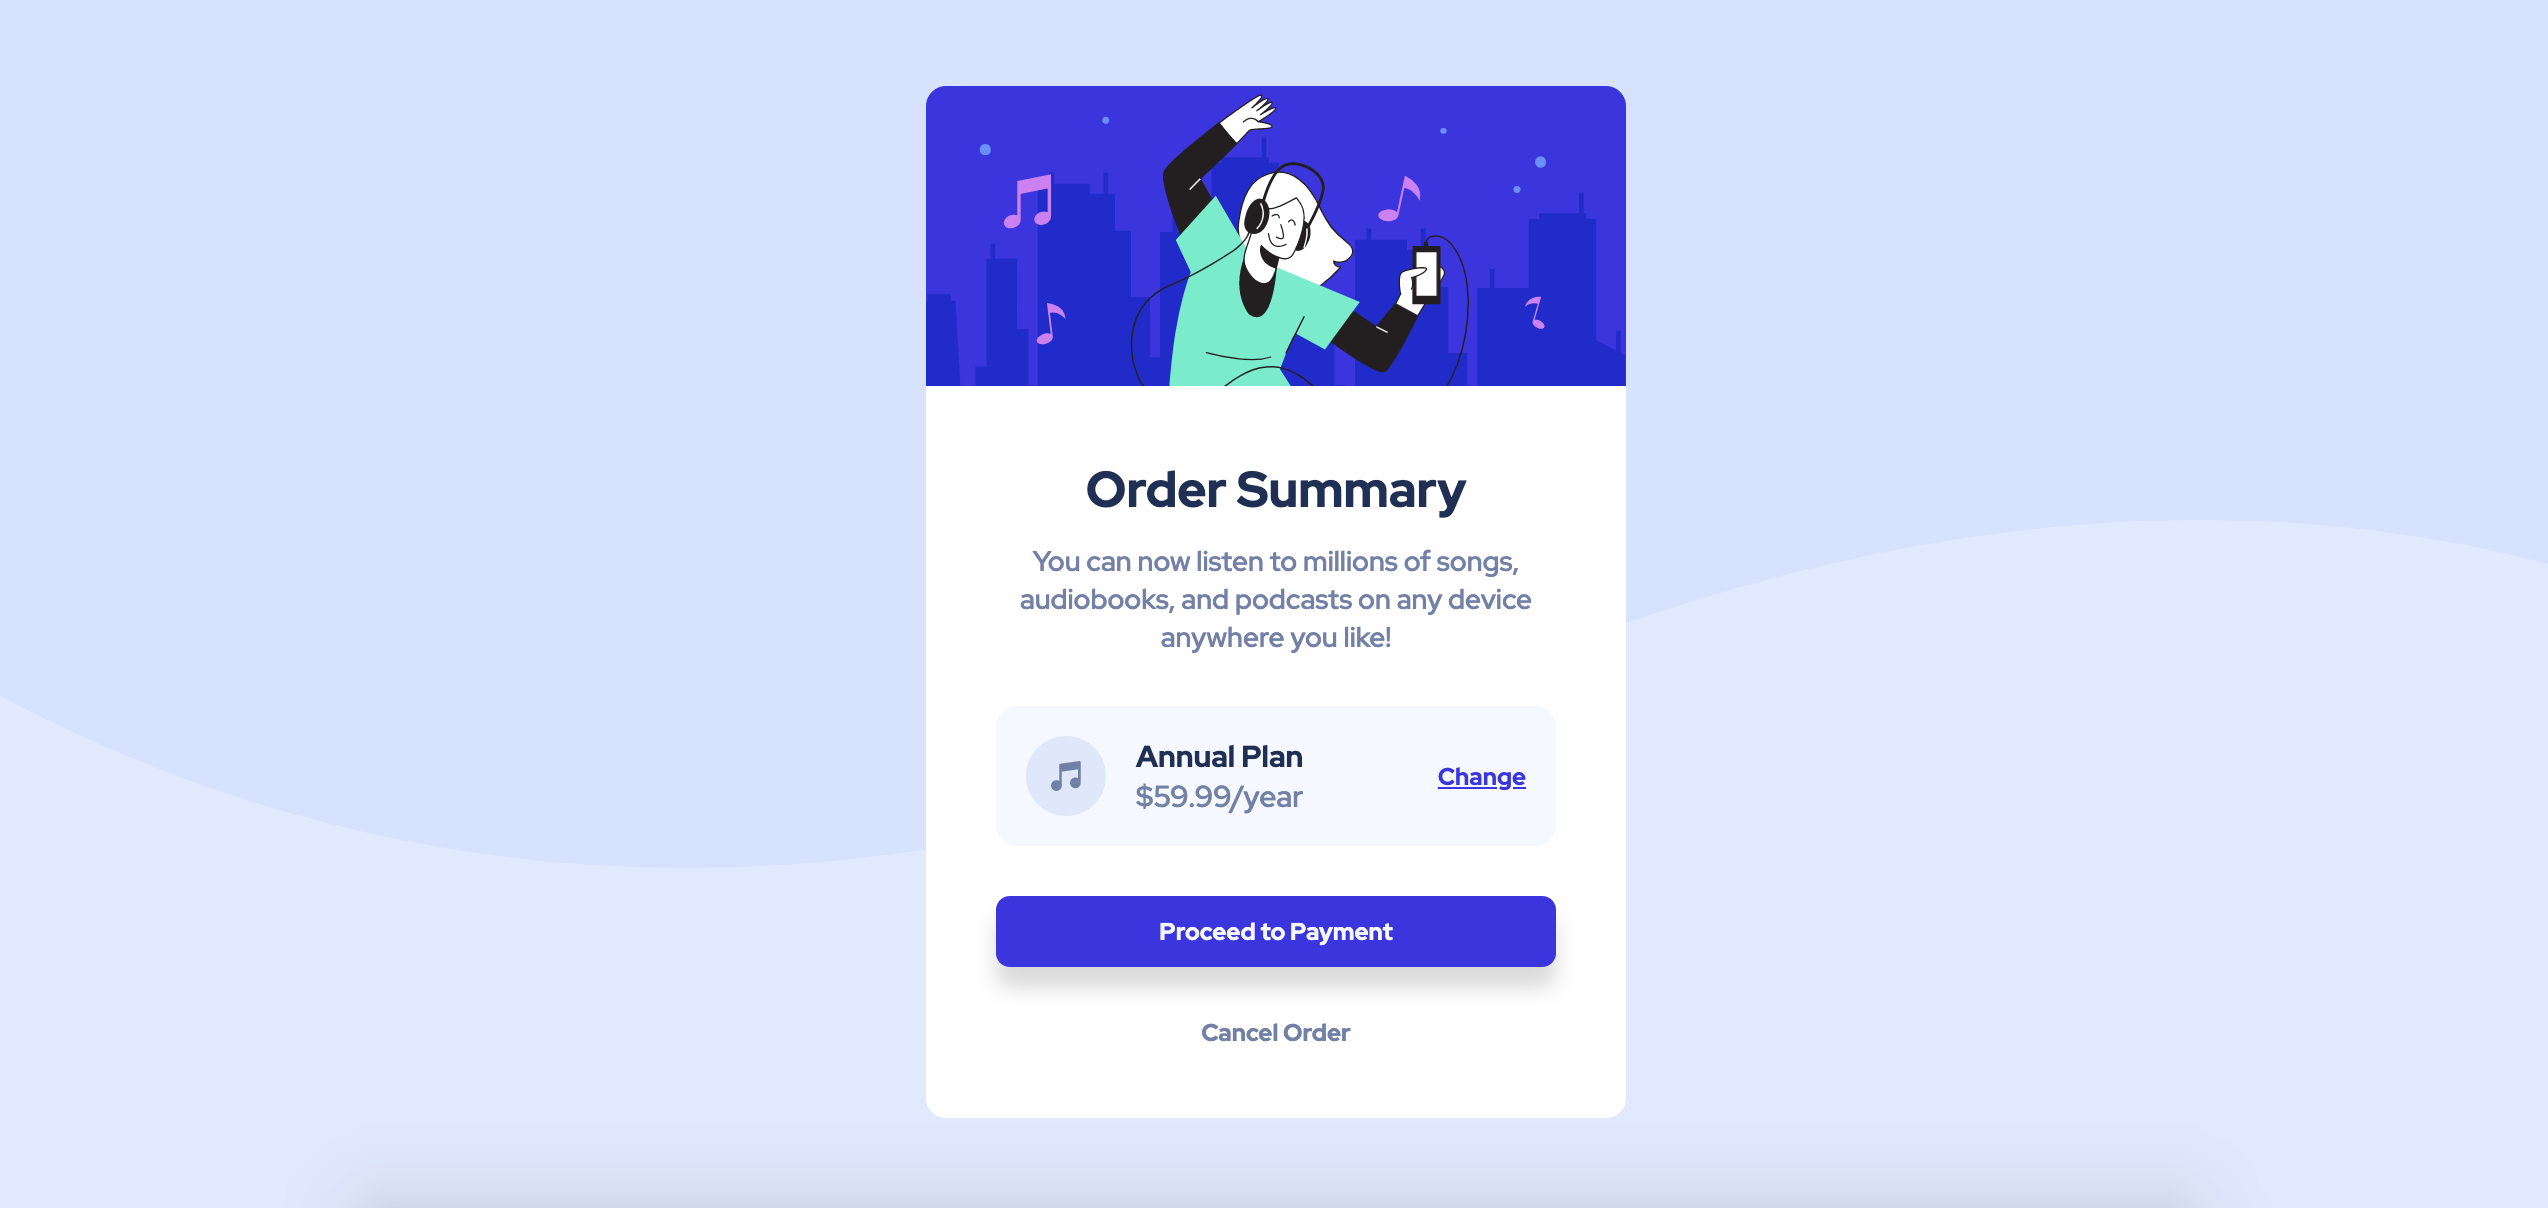 Order Summary
You can now listen to millions of songs,
audiobooks, and podcasts on any device
anywhere you like!
Annual Plan
$59.99/year
Change
Proceed to Payment
Cancel Order